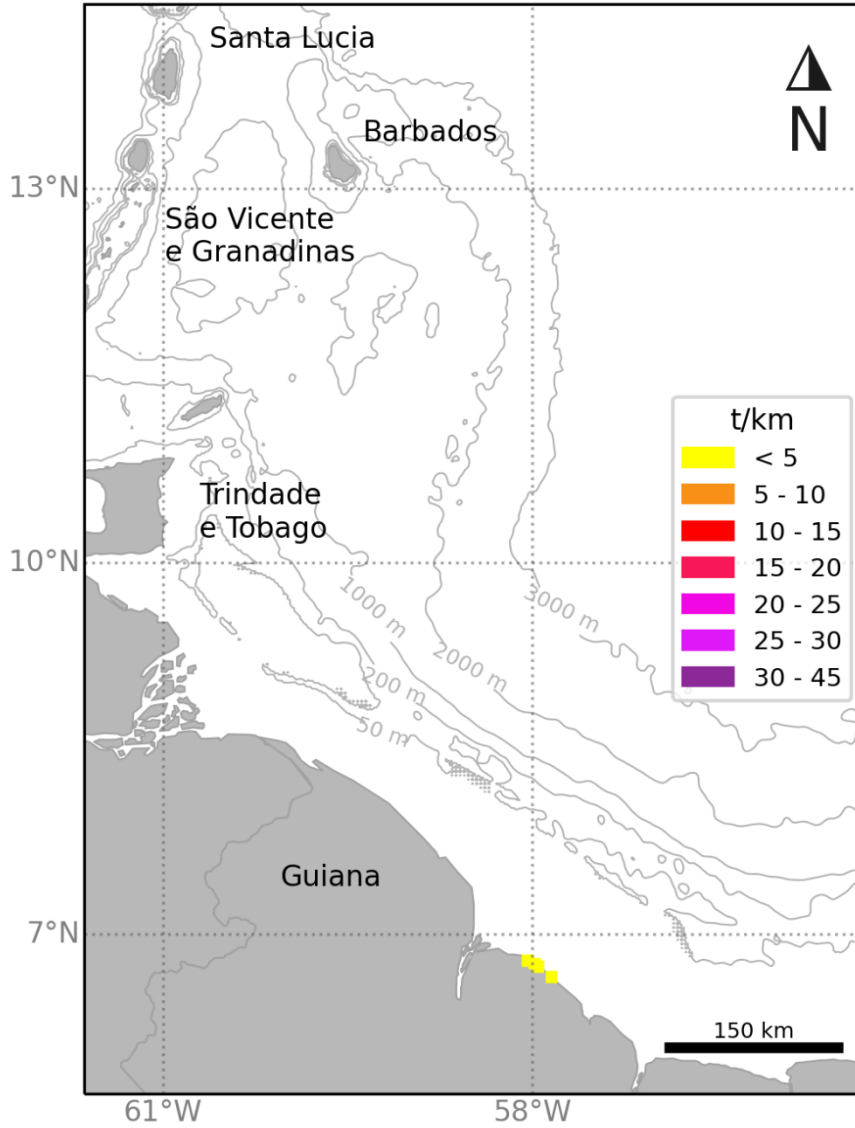 Santa Lucia
Barbados
N
13°N
São Vicente
e Granadinas
t/km
< 5
5 - 10
10 - 15
15 - 20
20 - 25
25 - 30
30 - 45
Trindade
e Tobago
10°N
1000 m
3000 m
2000 m
200 m
50 m
Guiana
7°N
150 km
61°W
58°W